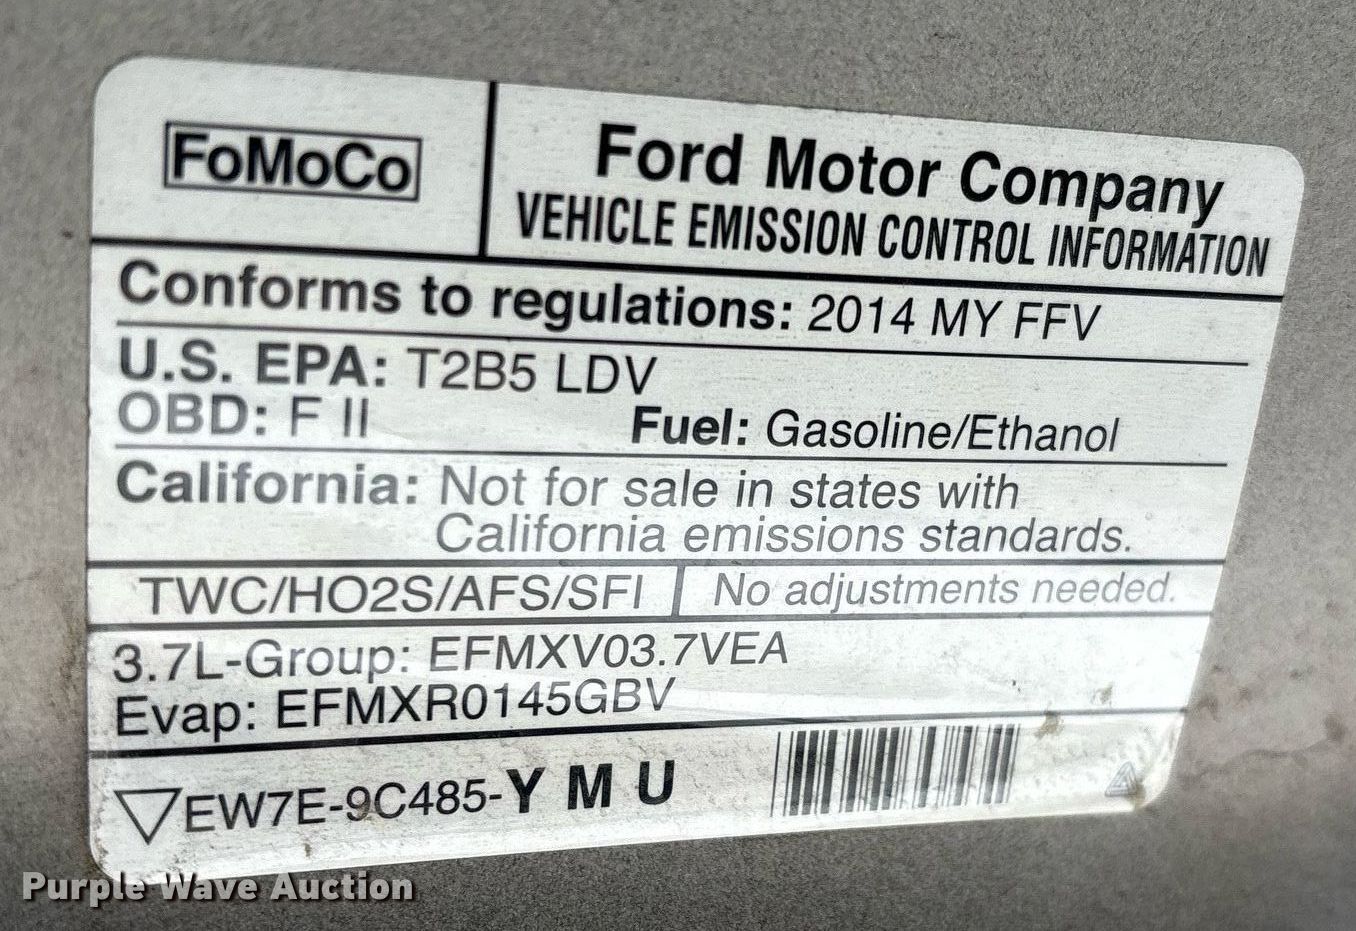 FoMoCo
Ford Motor Company
VEHICLE EMISSION CONTROL INFORMATION
Conforms to regulations: 2014 MY FFV
U.S. EPA: T2B5 LDV
OBD: F II Fuel: Gasoline/Ethanol
California: Not for sale in states with
California emissions standards.
TWC/HO2S/AFS/SFI No adjustments needed.
3.7L-Group: EFMXV03.7VEA
Evap: EFMXR0145GBV
EW7E-9C485-Y M U
Purple Wave Auction